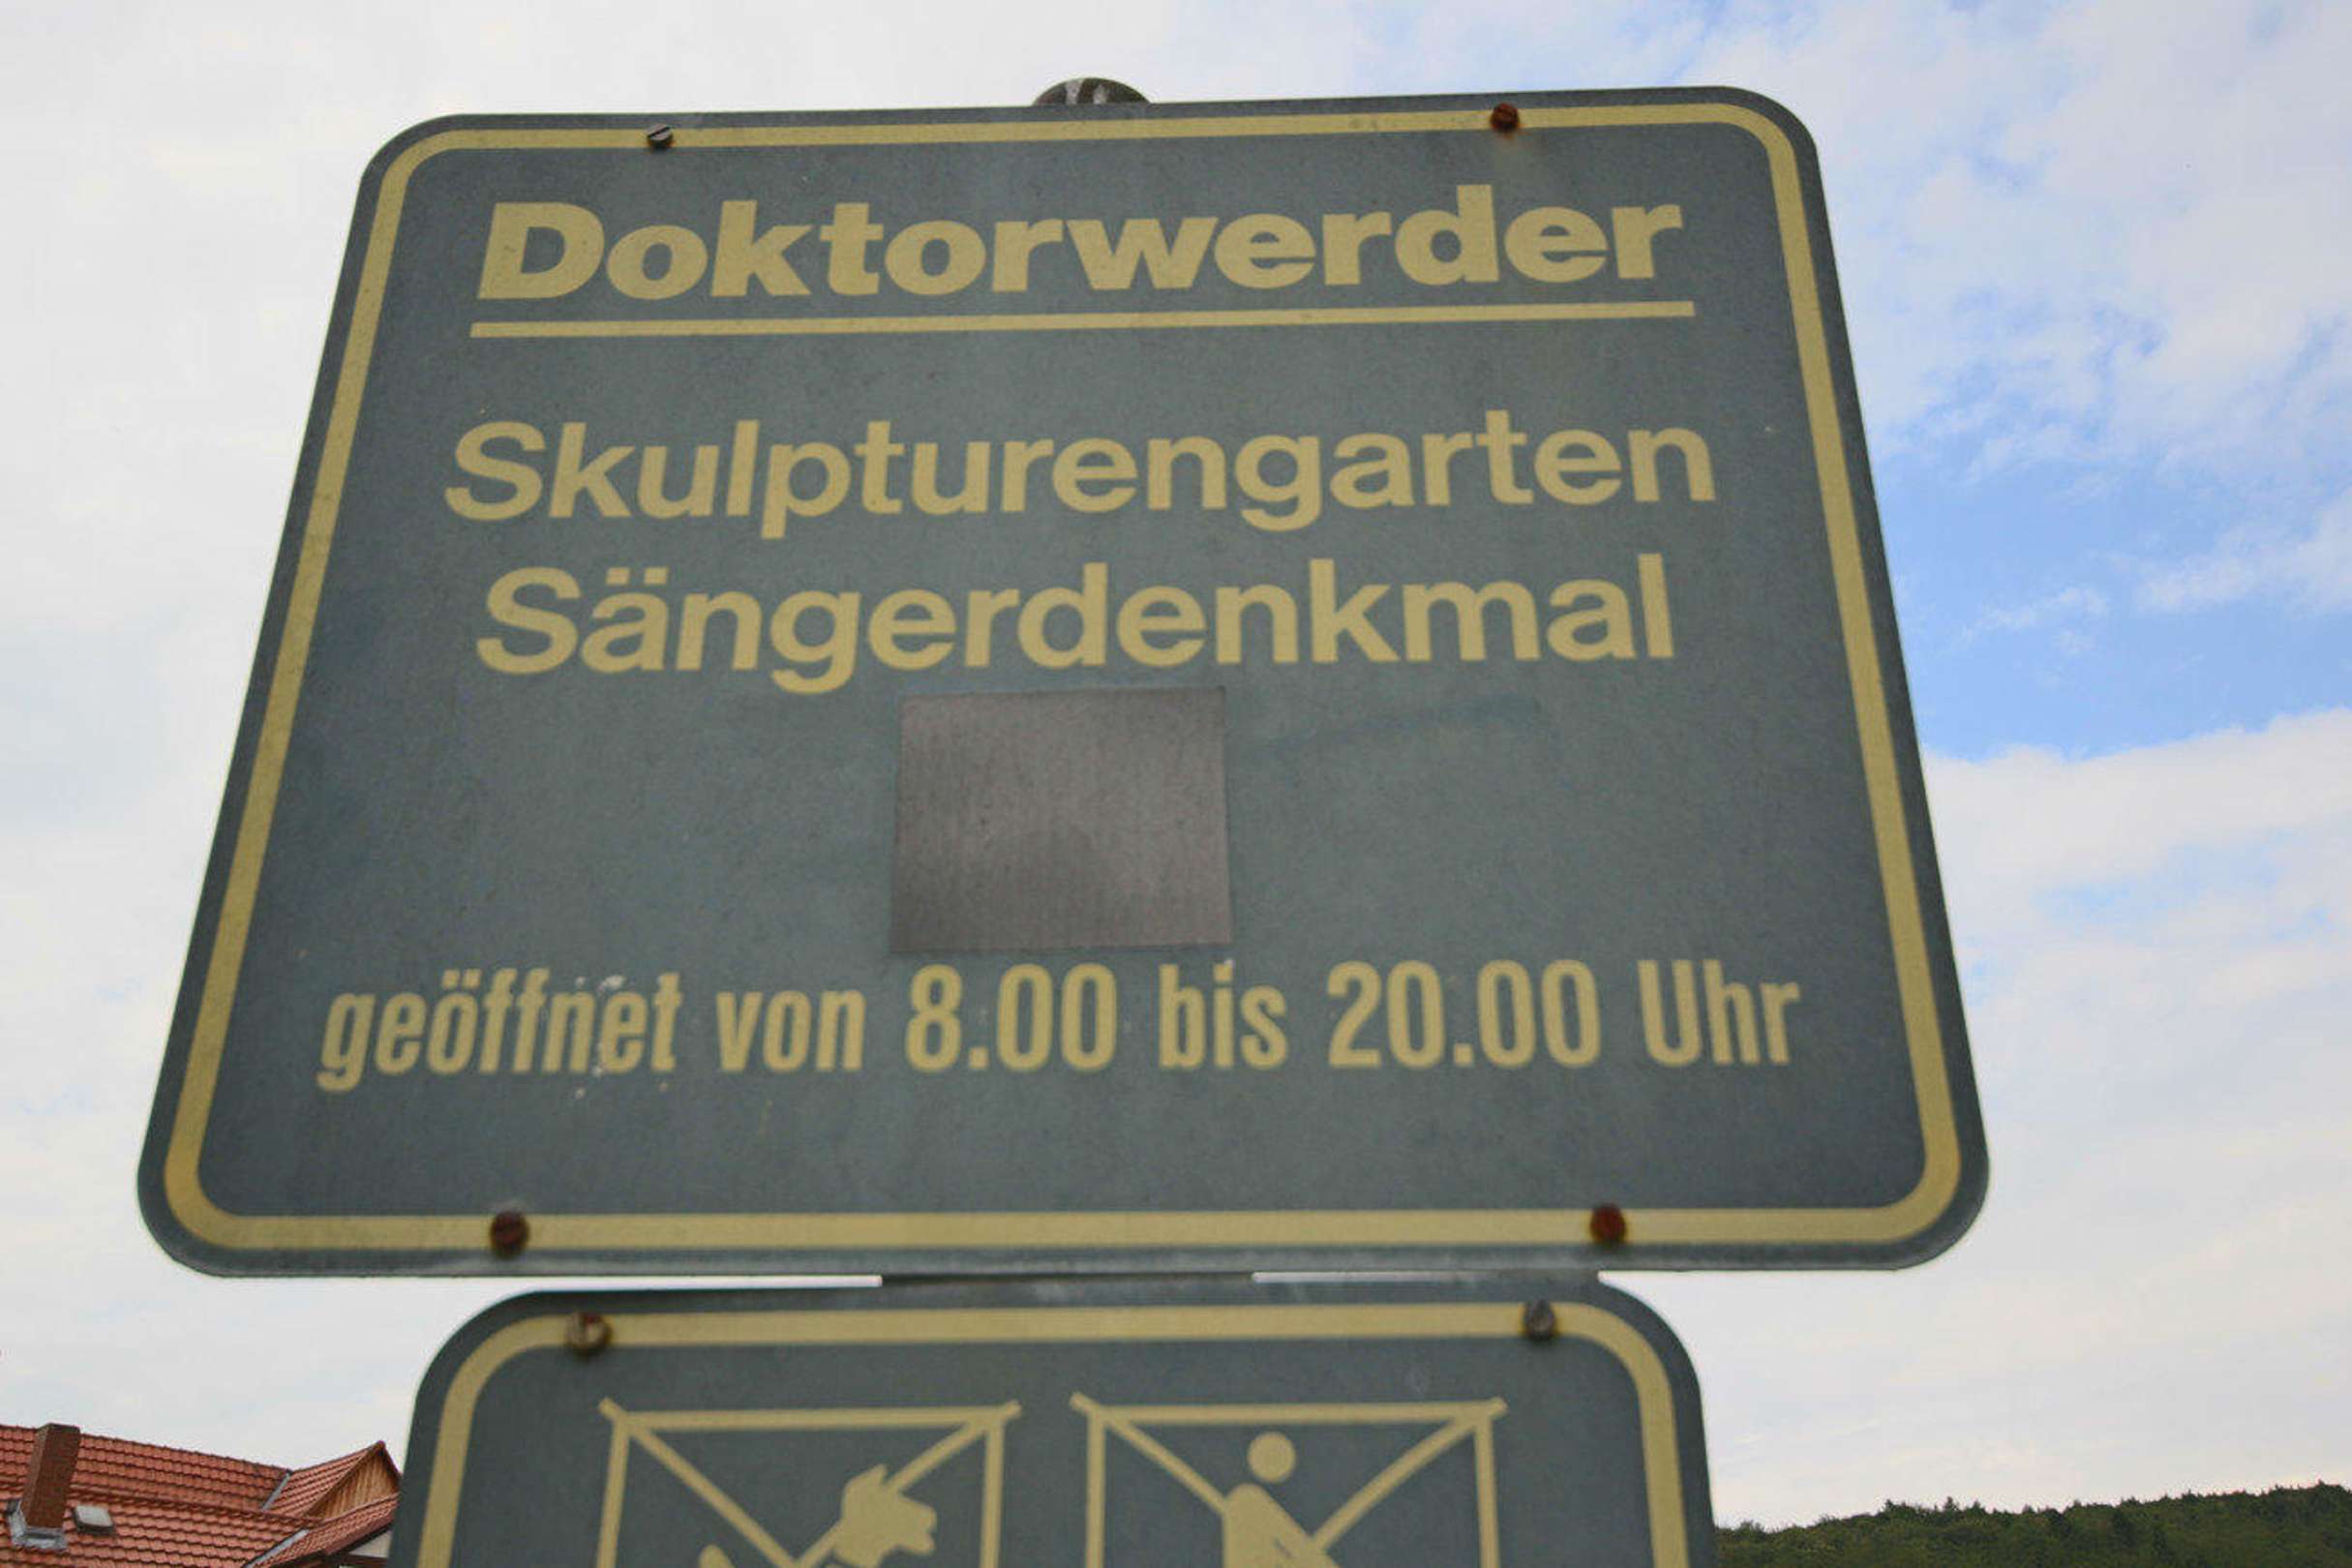 Doktorwerder
Skulpturengarten
Sängerdenkmal
geöffnet von 8.00 bis 20.00 Uhr